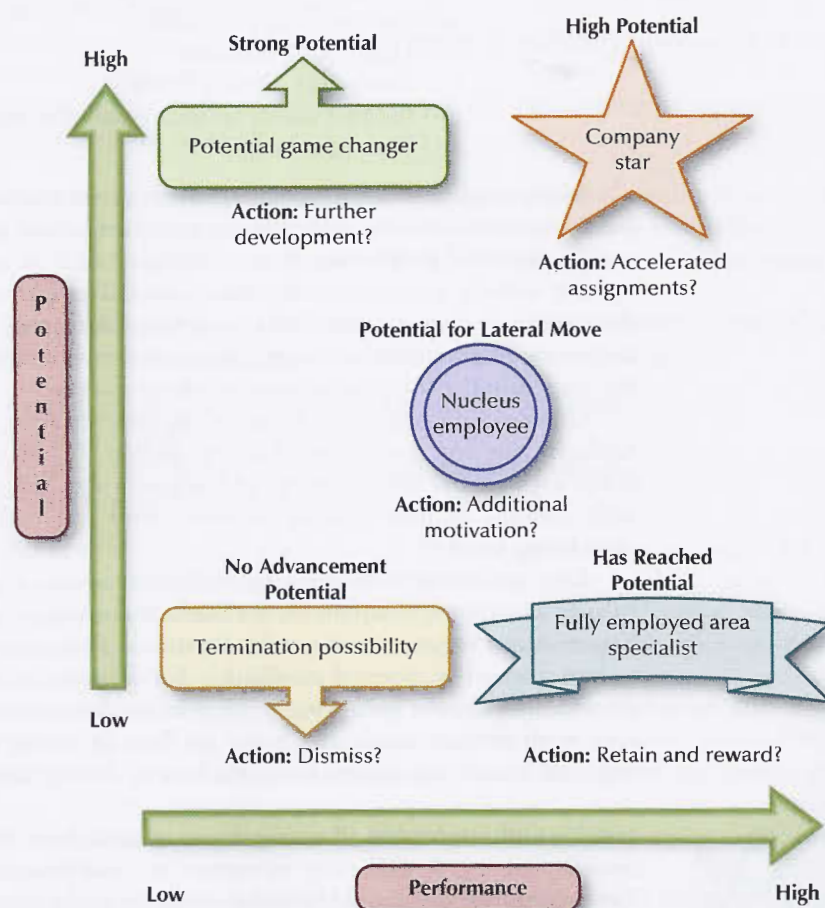 High
Strong Potential
Potential game changer
Action: Further
development?
High Potential
Company
star
Action: Accelerated
assignments?
Potential
Potential for Lateral Move
Nucleus
employee
Action: Additional
motivation?
No Advancement
Potential
Termination possibility
Action: Dismiss?
Has Reached
Potential
Fully employed area
specialist
Action: Retain and reward?
Low
Low
Performance
High